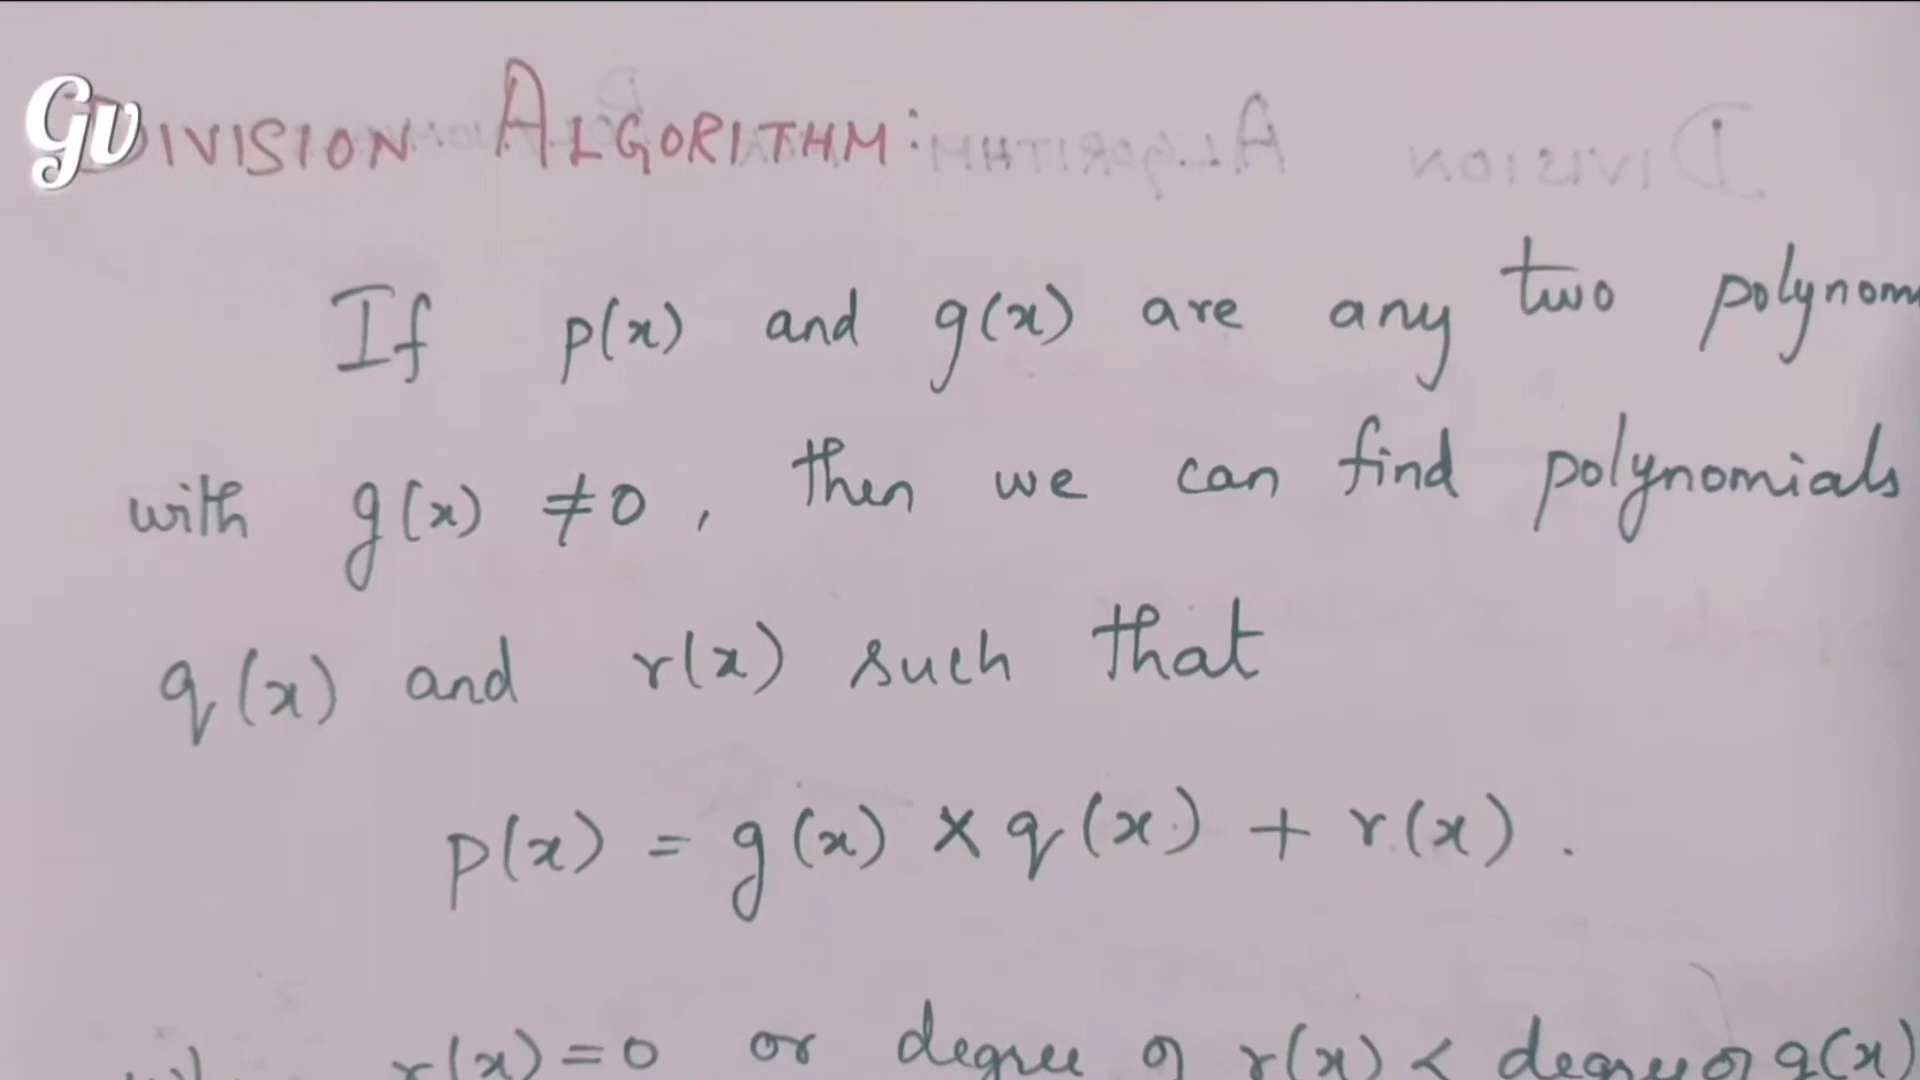 Gv
DIVISION ALGORITHM:
If p(x) and g(x) are any two polynom
with g(x) ≠ 0, then we can find polynomials
q(x) and r(x) such that
p(x) = g(x) × q(x) + r(x).
r(x) = 0 or degree of r(x) < degree of g(x)